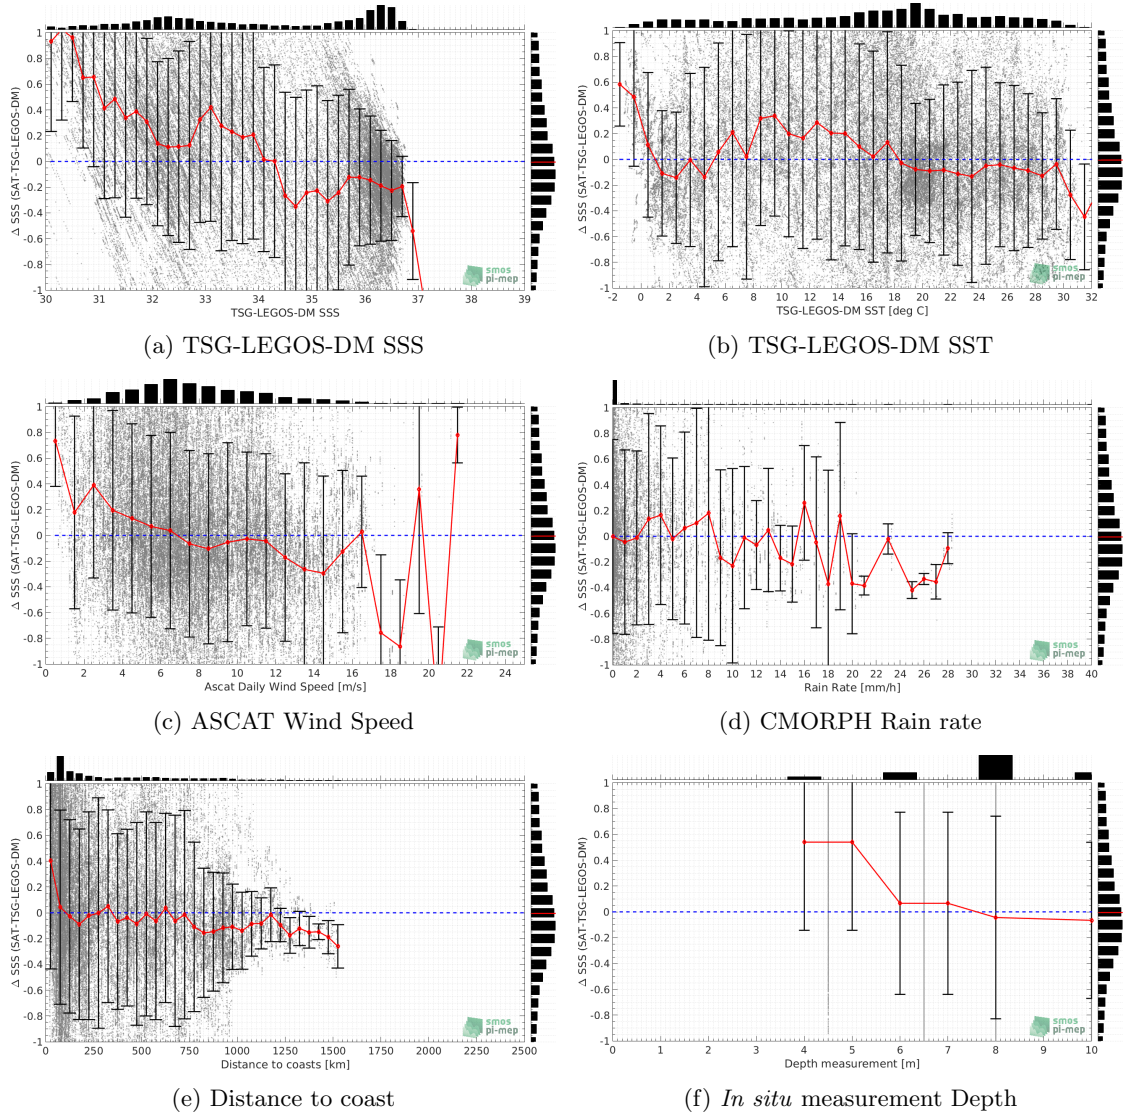 Δ SSS (SAT-TSG-LEGOS-DM)
1
0.8
0.6
0.4
0.2
0
-0.2
-0.4
-0.6
-0.8
-1
30 31 32 33 34 35 36 37 38 39
TSG-LEGOS-DM SSS
smos
pi-mep
(a) TSG-LEGOS-DM SSS
Δ SSS (SAT-TSG-LEGOS-DM)
1
0.8
0.6
0.4
0.2
0
-0.2
-0.4
-0.6
-0.8
-1
-2 0 2 4 6 8 10 12 14 16 18 20 22 24 26 28 30 32
TSG-LEGOS-DM SST [deg C]
smos
pi-mep
(b) TSG-LEGOS-DM SST
Δ SSS (SAT-TSG-LEGOS-DM)
1
0.8
0.6
0.4
0.2
0
-0.2
-0.4
-0.6
-0.8
-1
0 2 4 6 8 10 12 14 16 18 20 22 24
Ascat Daily Wind Speed [m/s]
smos
pi-mep
(c) ASCAT Wind Speed
Δ SSS (SAT-TSG-LEGOS-DM)
1
0.8
0.6
0.4
0.2
0
-0.2
-0.4
-0.6
-0.8
-1
0 2 4 6 8 10 12 14 16 18 20 22 24 26 28 30 32 34 36 38 40
Rain Rate [mm/h]
smos
pi-mep
(d) CMORPH Rain rate
Δ SSS (SAT-TSG-LEGOS-DM)
1
0.8
0.6
0.4
0.2
0
-0.2
-0.4
-0.6
-0.8
-1
0 250 500 750 1000 1250 1500 1750 2000 2250 2500
Distance to coasts [km]
smos
pi-mep
(e) Distance to coast
Δ SSS (SAT-TSG-LEGOS-DM)
1
0.8
0.6
0.4
0.2
0
-0.2
-0.4
-0.6
-0.8
-1
0 1 2 3 4 5 6 7 8 9 10
Depth measurement [m]
smos
pi-mep
(f) In situ measurement Depth